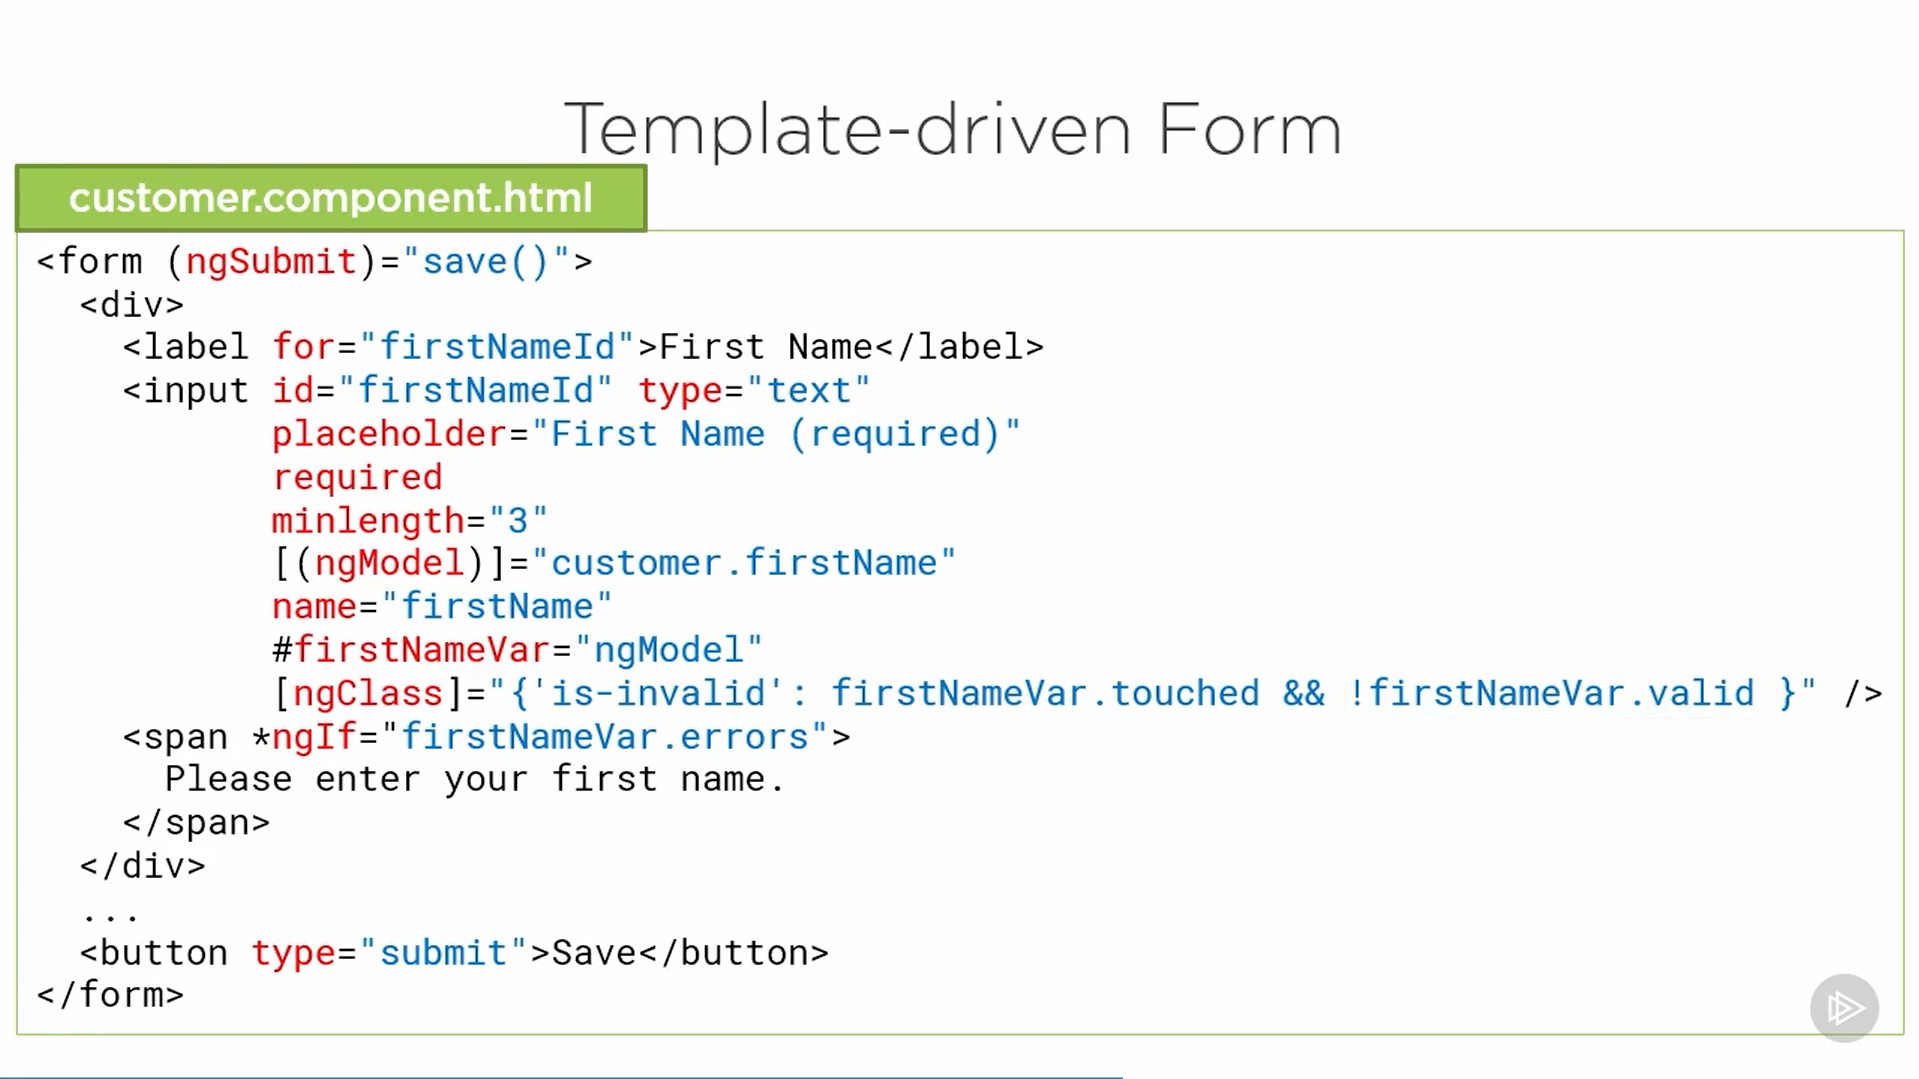 Template-driven Form
customer.component.html
<form (ngSubmit)="save()">
<div>
<label for="firstNameId">First Name</label>
<input id="firstNameId" type="text"
placeholder="First Name (required)"
required
minlength="3"
[(ngModel)]="customer.firstName"
name="firstName"
#firstNameVar="ngModel"
[ngClass]="{'is-invalid': firstNameVar.touched && !firstNameVar.valid }" />
<span *ngIf="firstNameVar.errors">
Please enter your first name.
</span>
</div>
...
<button type="submit">Save</button>
</form>